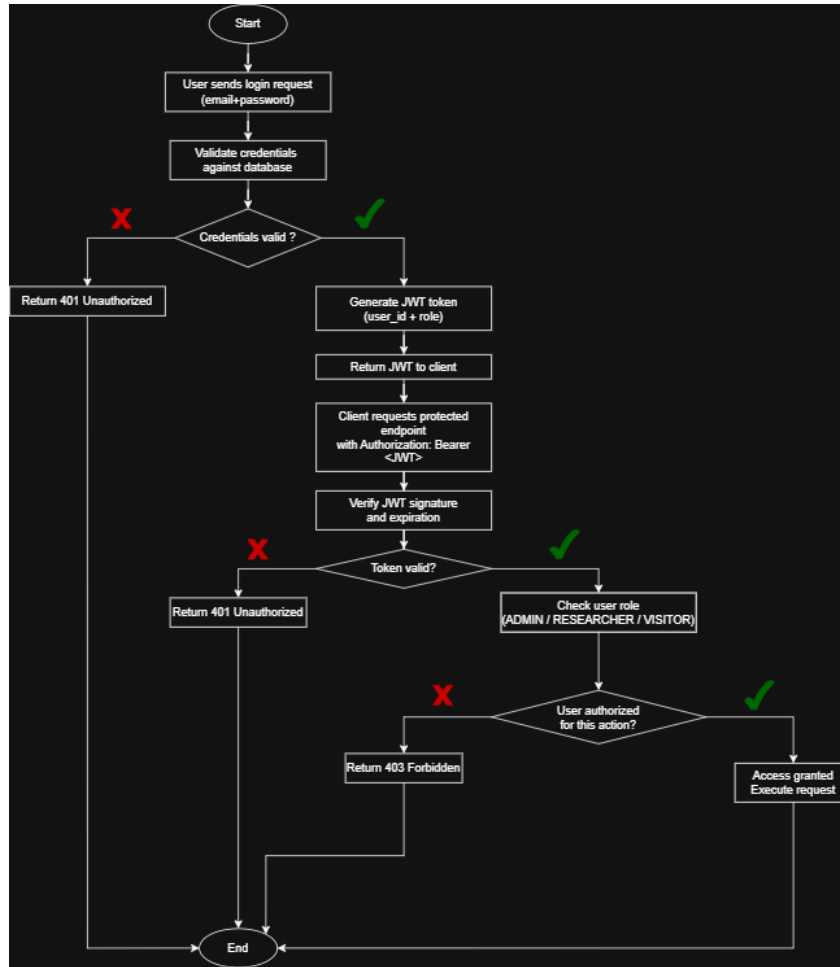 Start
User sends login request
(email+password)
Validate credentials
against database
Credentials valid ?
Return 401 Unauthorized
Generate JWT token
(user_id + role)
Return JWT to client
Client requests protected
endpoint
with Authorization: Bearer
<JWT>
Verify JWT signature
and expiration
Token valid?
Return 401 Unauthorized
Check user role
(ADMIN / RESEARCHER / VISITOR)
User authorized
for this action?
Return 403 Forbidden
Access granted
Execute request
End